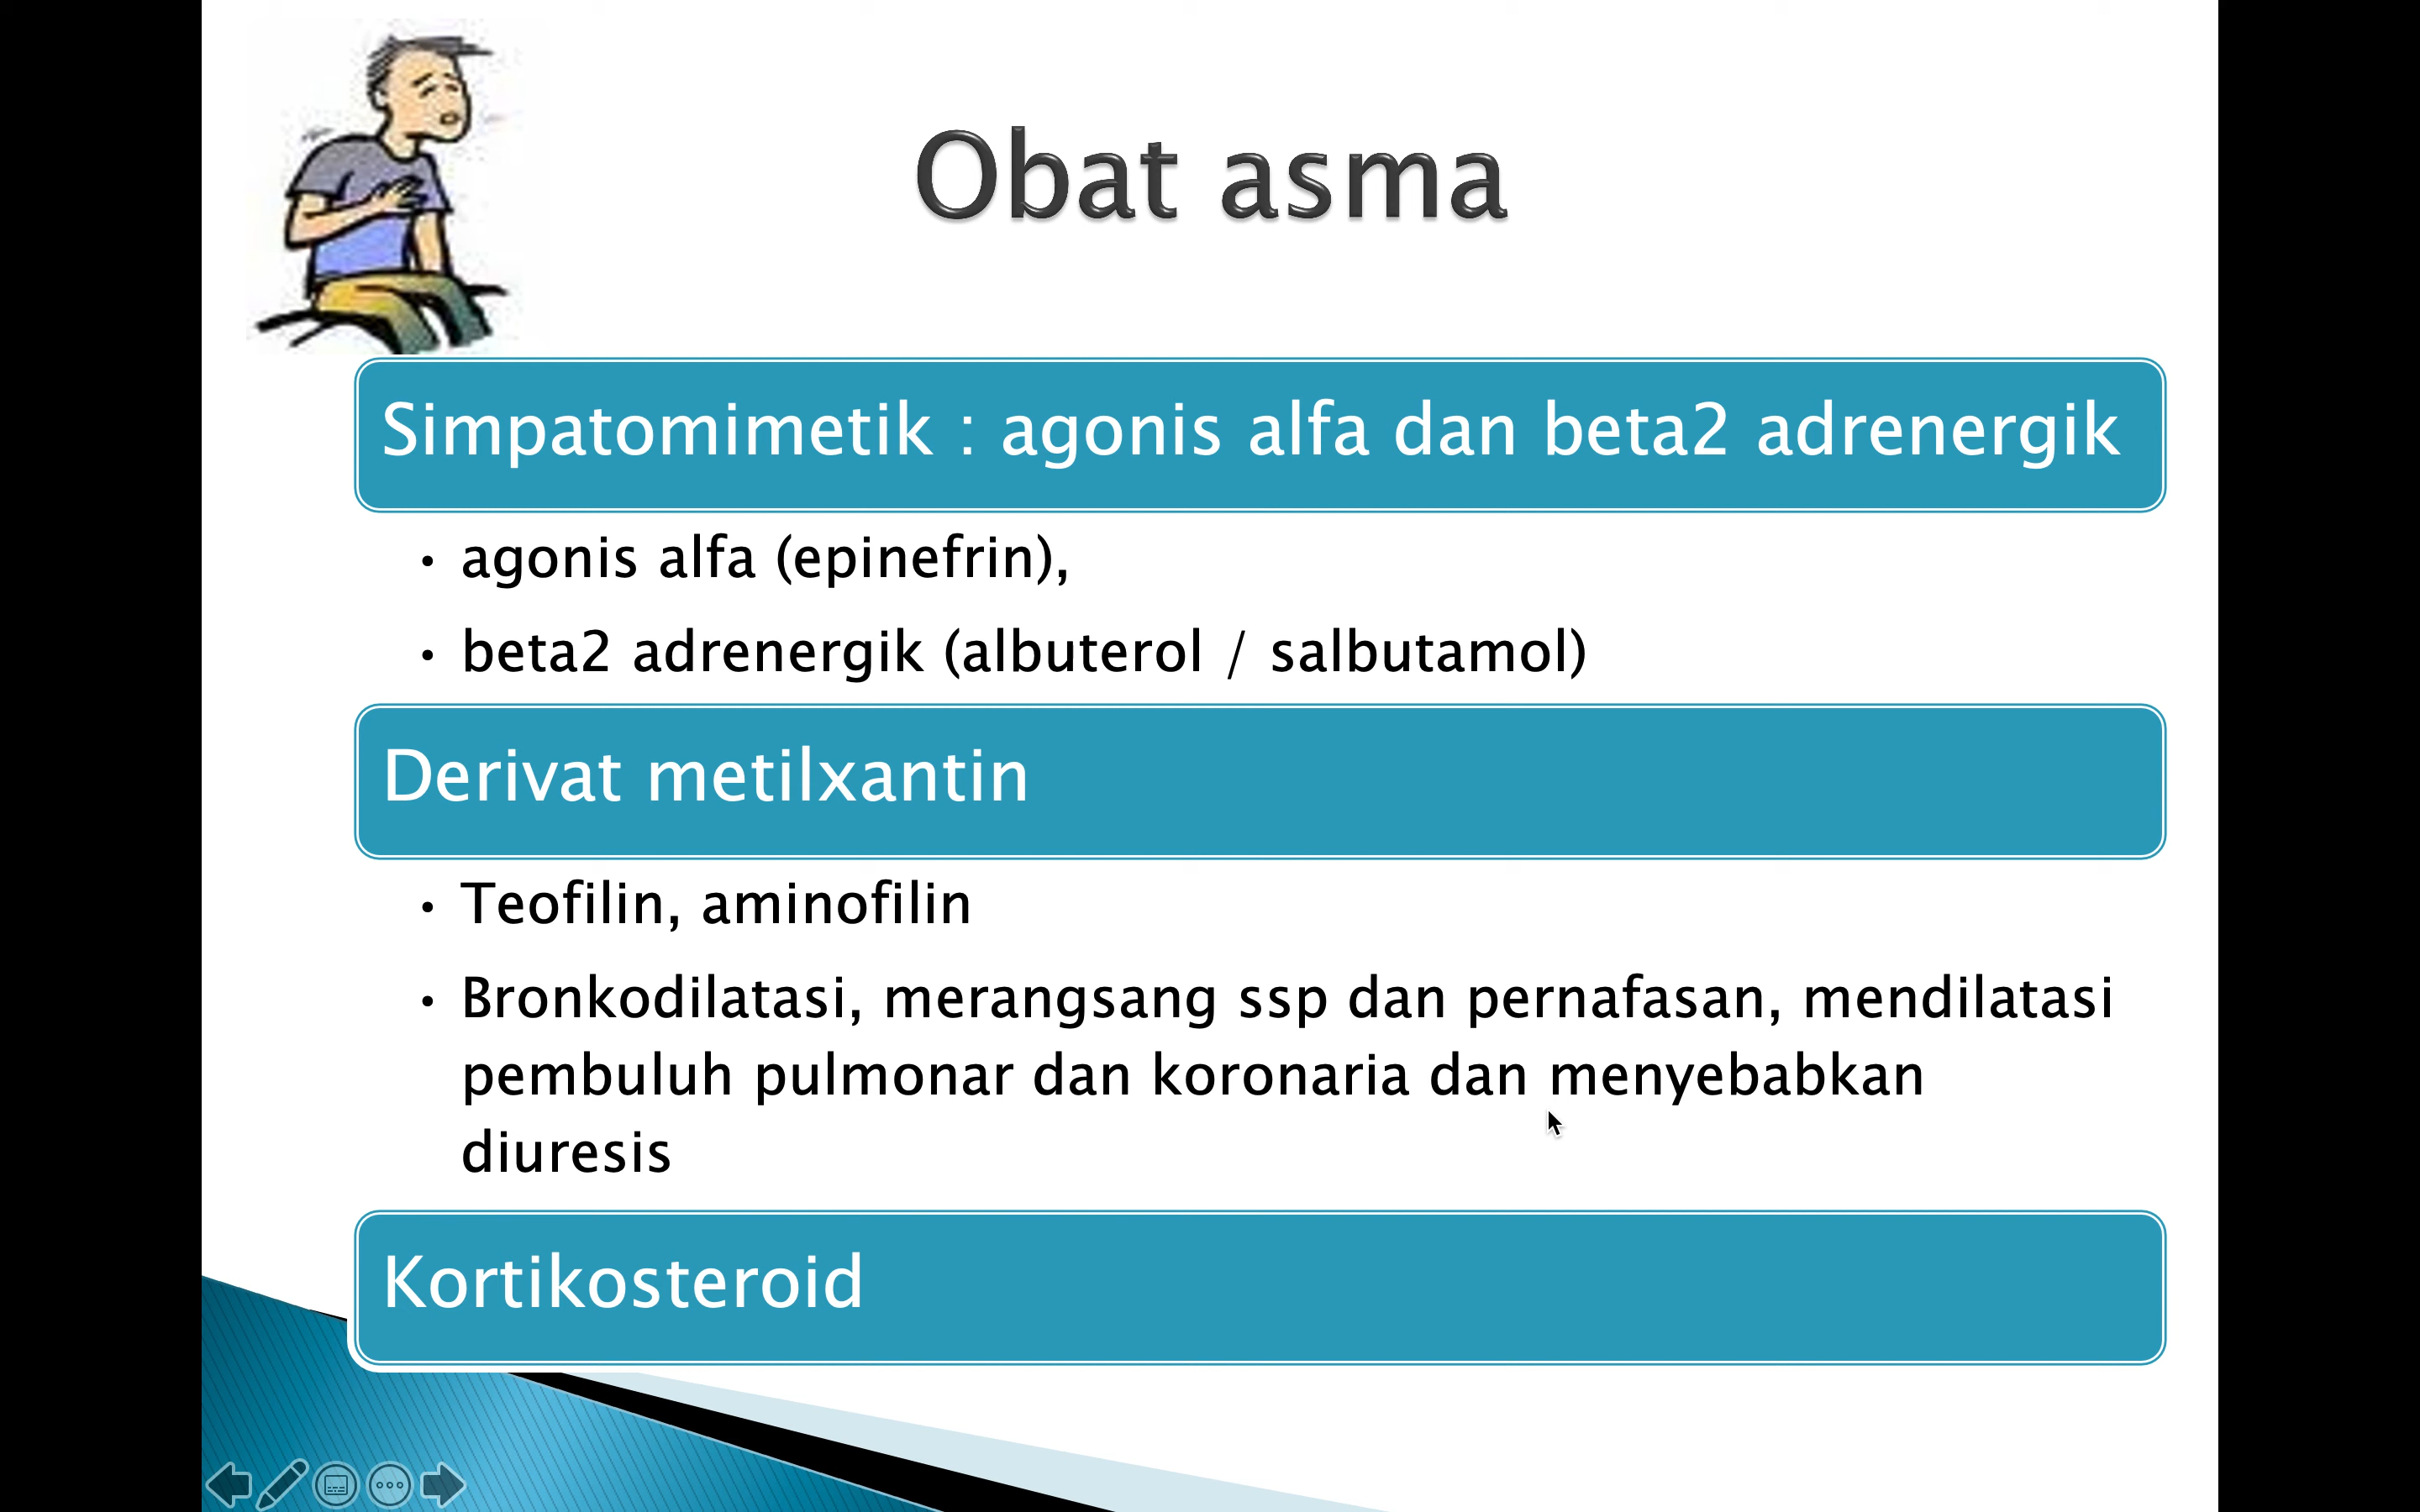 Obat asma
Simpatomimetik : agonis alfa dan beta2 adrenergik
• agonis alfa (epinefrin),
• beta2 adrenergik (albuterol / salbutamol)
Derivat metilxantin
• Teofilin, aminofilin
• Bronkodilatasi, merangsang ssp dan pernafasan, mendilatasi
pembuluh pulmonar dan koronaria dan menyebabkan
diuresis
Kortikosteroid